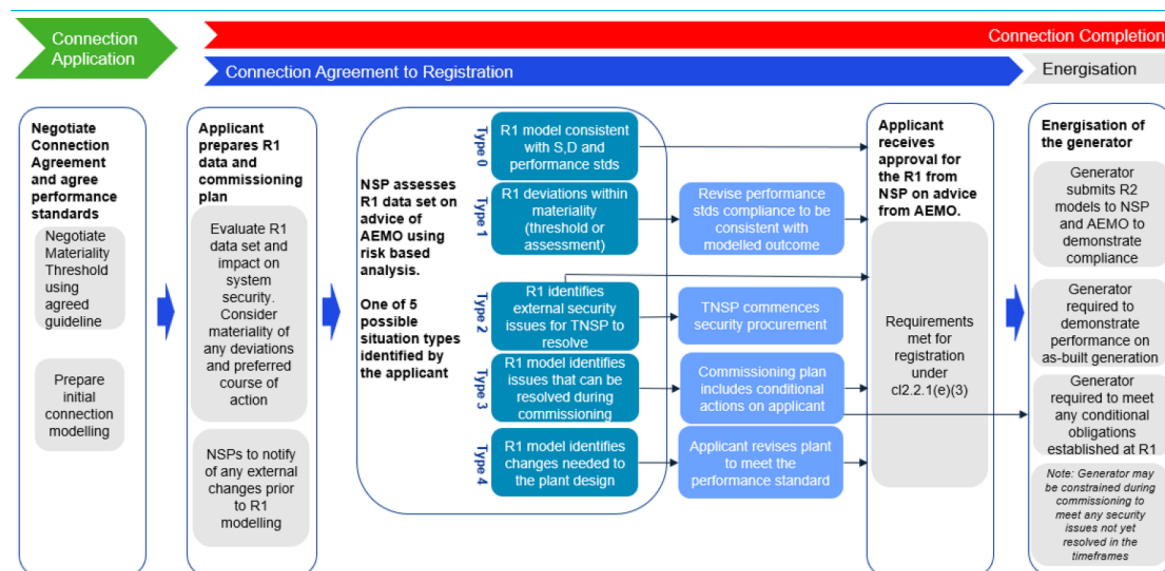 Connection
Application
Connection Completion
Connection Agreement to Registration
Energisation
Negotiate
Connection
Agreement
and agree
performance
standards
Negotiate
Materiality
Threshold
using
agreed
guideline
Prepare
initial
connection
modelling
Applicant
prepares R1
data and
commissioning
plan
Evaluate R1
data set and
impact on
system
security.
Consider
materiality of
any deviations
and preferred
course of
action
NSPs to notify
of any external
changes prior
to R1
modelling
NSP assesses
R1 data set on
advice of
AEMO using
risk based
analysis.
One of 5
possible
situation types
identified by
the applicant
Type 0
R1 model consistent
with S,D and
performance stds
Type 1
R1 deviations within
materiality
(threshold or
assessment)
Revise performance
stds compliance to be
consistent with
modelled outcome
Type 2
R1 identifies
external security
issues for TNSP to
resolve
TNSP commences
security procurement
Type 3
R1 model identifies
issues that can be
resolved during
commissioning
Commissioning plan
includes conditional
actions on applicant
Type 4
R1 model identifies
changes needed to
the plant design
Applicant revises
plant to meet the
performance standard
Applicant
receives
approval for
the R1 from
NSP on advice
from AEMO.
Requirements
met for
registration
under
cl2.2.1(e)(3)
Energisation of
the generator
Generator
submits R2
models to NSP
and AEMO to
demonstrate
compliance
Generator
required to
demonstrate
performance on
as-built generation
Generator
required to meet
any conditional
obligations
established at R1
Note: Generator may
be constrained during
commissioning to
meet any security
issues not yet
resolved in the
timeframes